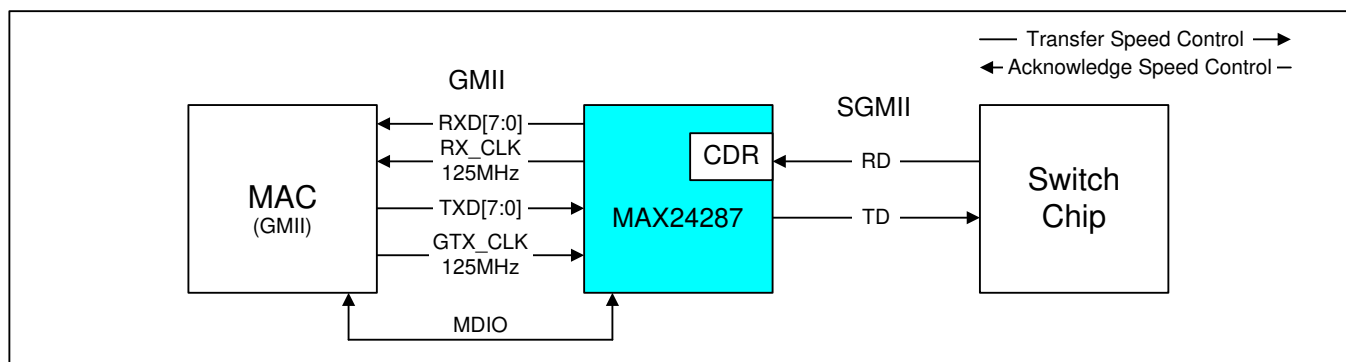 Transfer Speed Control
Acknowledge Speed Control
GMII
SGMII
RXD[7:0]
RX_CLK
125MHz
TXD[7:0]
GTX_CLK
125MHz
MDIO
MAC
(GMII)
CDR
MAX24287
RD
TD
Switch
Chip